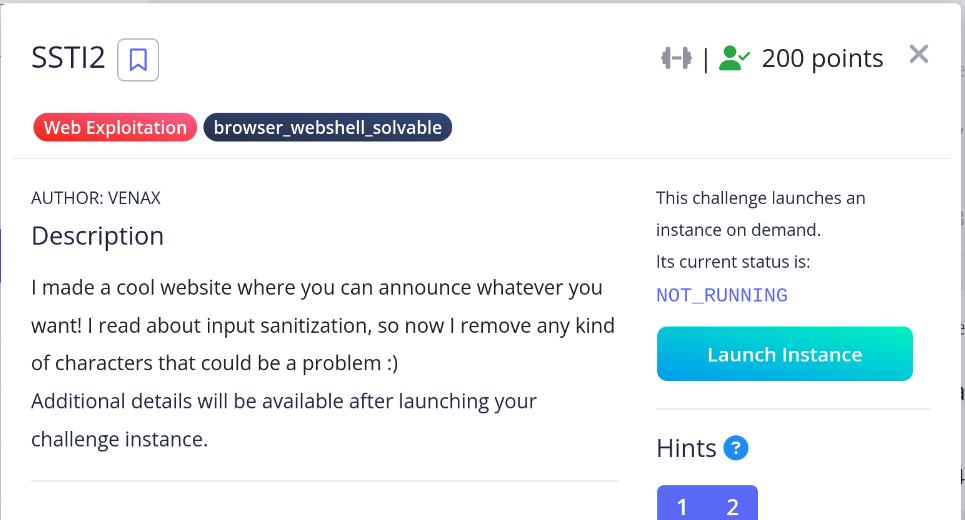 SSTI2
| 200 points
Web Exploitation browser_webshell_solvable
AUTHOR: VENAX
Description
I made a cool website where you can announce whatever you
want! I read about input sanitization, so now I remove any kind
of characters that could be a problem :)
Additional details will be available after launching your
challenge instance.
This challenge launches an
instance on demand.
Its current status is:
NOT_RUNNING
Launch Instance
Hints ?
1 2